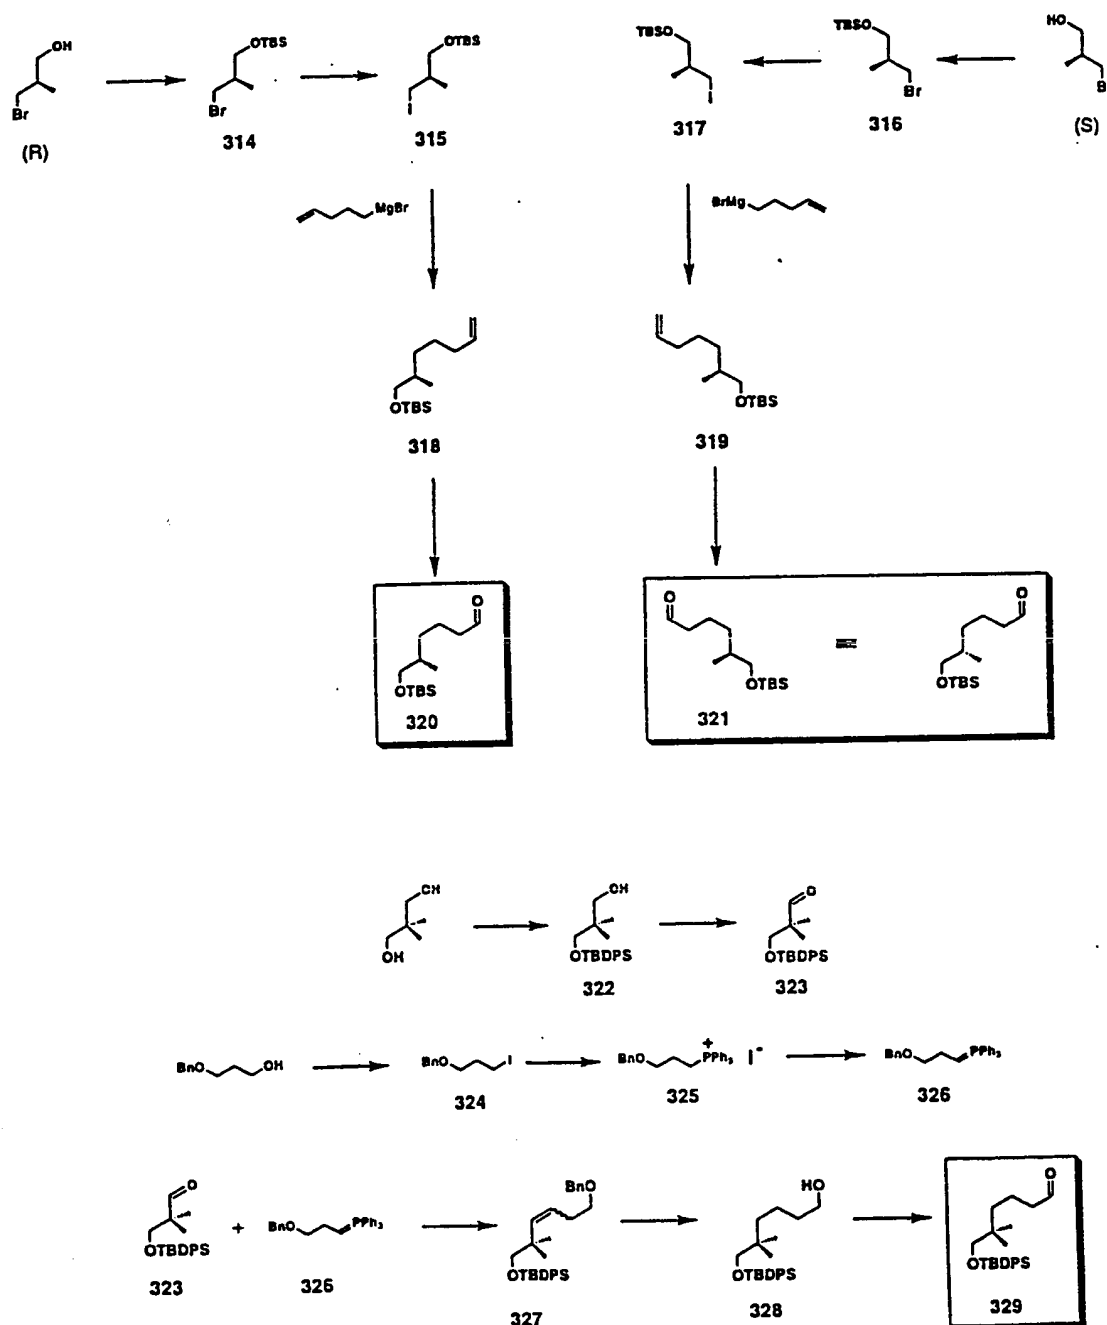 OH
Br
(R)
OTBS
Br
314
OTBS
I
315
TBSO
I
317
TBSO
Br
316
HO
B
(S)
MgBr
BrMg
OTBS
318
OTBS
319
O
OTBS
320
O
OTBS
321
O
OTBS
CH
OH
OH
OTBDPS
322
O
OTBDPS
323
BnO OH
BnO I
324
BnO PPh3 + I-
325
BnO PPh3
326
O
OTBDPS
323
+
BnO PPh3
326
OBn
OTBDPS
327
HO
OTBDPS
328
O
OTBDPS
329